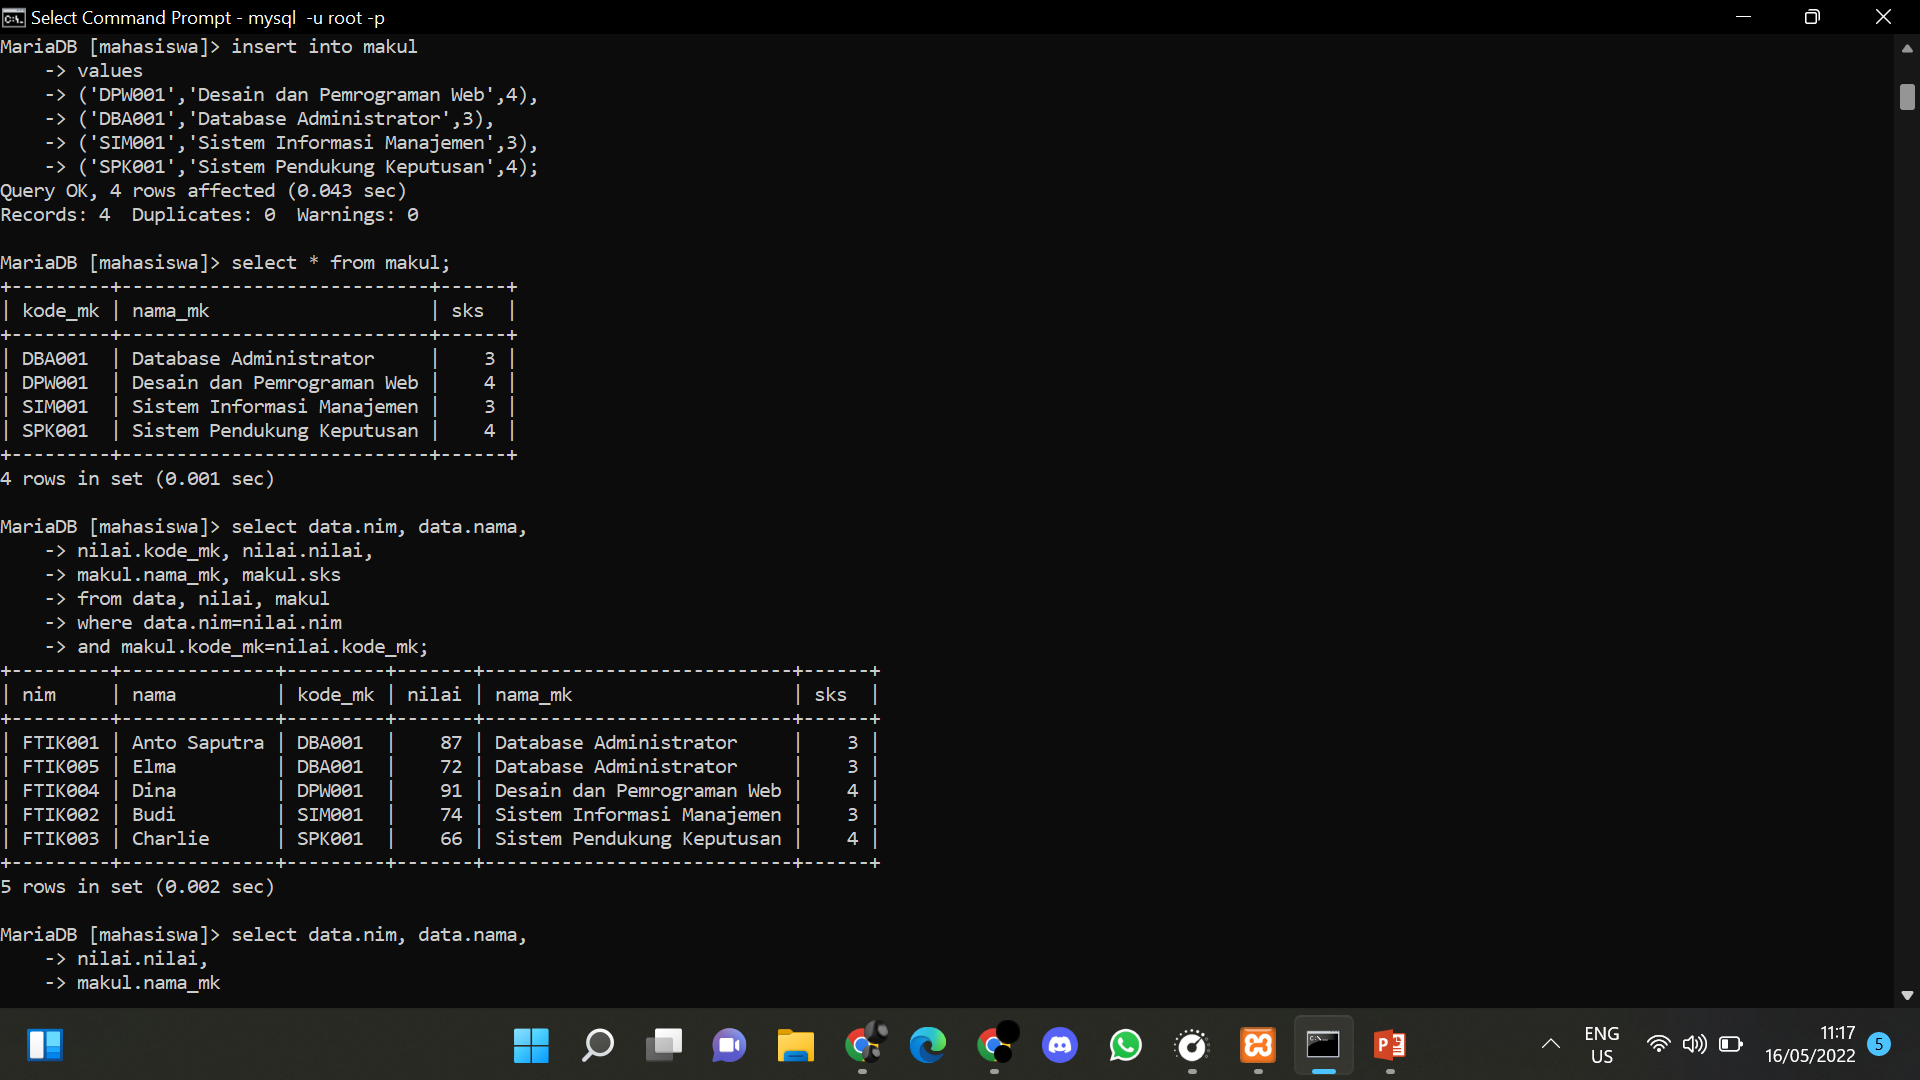 Select Command Prompt - mysql  -u root -p
MariaDB [mahasiswa]> insert into makul
    -> values
    -> ('DPW001','Desain dan Pemrograman Web',4),
    -> ('DBA001','Database Administrator',3),
    -> ('SIM001','Sistem Informasi Manajemen',3),
    -> ('SPK001','Sistem Pendukung Keputusan',4);
Query OK, 4 rows affected (0.043 sec)
Records: 4  Duplicates: 0  Warnings: 0
MariaDB [mahasiswa]> select * from makul;
+---------+----------------------------+------+
| kode_mk | nama_mk                    | sks  |
+---------+----------------------------+------+
| DBA001  | Database Administrator     |    3 |
| DPW001  | Desain dan Pemrograman Web |    4 |
| SIM001  | Sistem Informasi Manajemen |    3 |
| SPK001  | Sistem Pendukung Keputusan |    4 |
+---------+----------------------------+------+
4 rows in set (0.001 sec)
MariaDB [mahasiswa]> select data.nim, data.nama,
    -> nilai.kode_mk, nilai.nilai,
    -> makul.nama_mk, makul.sks
    -> from data, nilai, makul
    -> where data.nim=nilai.nim
    -> and makul.kode_mk=nilai.kode_mk;
+---------+--------------+---------+-------+----------------------------+------+
| nim     | nama         | kode_mk | nilai | nama_mk                    | sks  |
+---------+--------------+---------+-------+----------------------------+------+
| FTIK001 | Anto Saputra | DBA001  |    87 | Database Administrator     |    3 |
| FTIK005 | Elma         | DBA001  |    72 | Database Administrator     |    3 |
| FTIK004 | Dina         | DPW001  |    91 | Desain dan Pemrograman Web |    4 |
| FTIK002 | Budi         | SIM001  |    74 | Sistem Informasi Manajemen |    3 |
| FTIK003 | Charlie      | SPK001  |    66 | Sistem Pendukung Keputusan |    4 |
+---------+--------------+---------+-------+----------------------------+------+
5 rows in set (0.002 sec)
MariaDB [mahasiswa]> select data.nim, data.nama,
    -> nilai.nilai,
    -> makul.nama_mk
ENG
US
11:17
16/05/2022
5